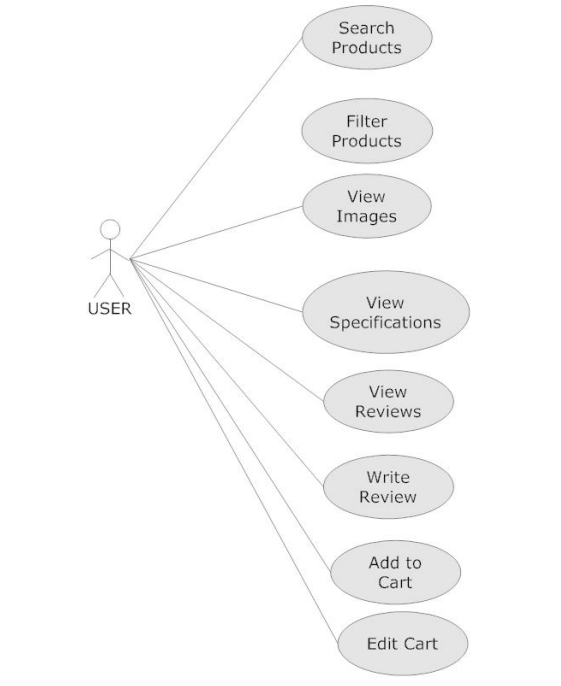 Search
Products
Filter
Products
View
Images
USER
View
Specifications
View
Reviews
Write
Review
Add to
Cart
Edit Cart